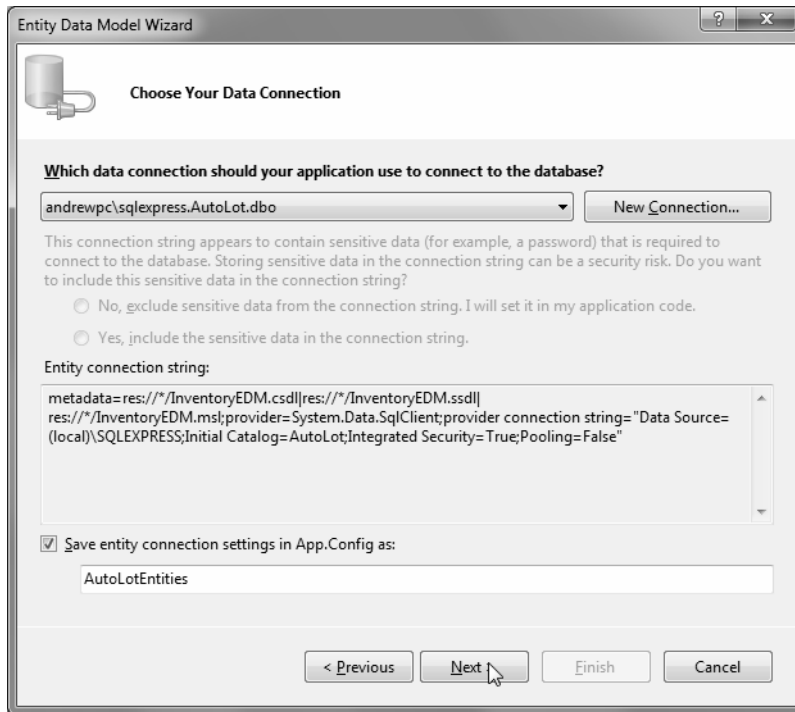 Entity Data Model Wizard
?
X
Choose Your Data Connection
Which data connection should your application use to connect to the database?
andrewpc\sqlexpress.AutoLot.dbo
New Connection...
This connection string appears to contain sensitive data (for example, a password) that is required to
connect to the database. Storing sensitive data in the connection string can be a security risk. Do you want
to include this sensitive data in the connection string?
No, exclude sensitive data from the connection string. I will set it in my application code.
Yes, include the sensitive data in the connection string.
Entity connection string:
metadata=res://*/InventoryEDM.csdl|res://*/InventoryEDM.ssdl|
res://*/InventoryEDM.msl;provider=System.Data.SqlClient;provider connection string="Data Source=
(local)\SQLEXPRESS;Initial Catalog=AutoLot;Integrated Security=True;Pooling=False"
Save entity connection settings in App.Config as:
AutoLotEntities
< Previous
Next >
Finish
Cancel